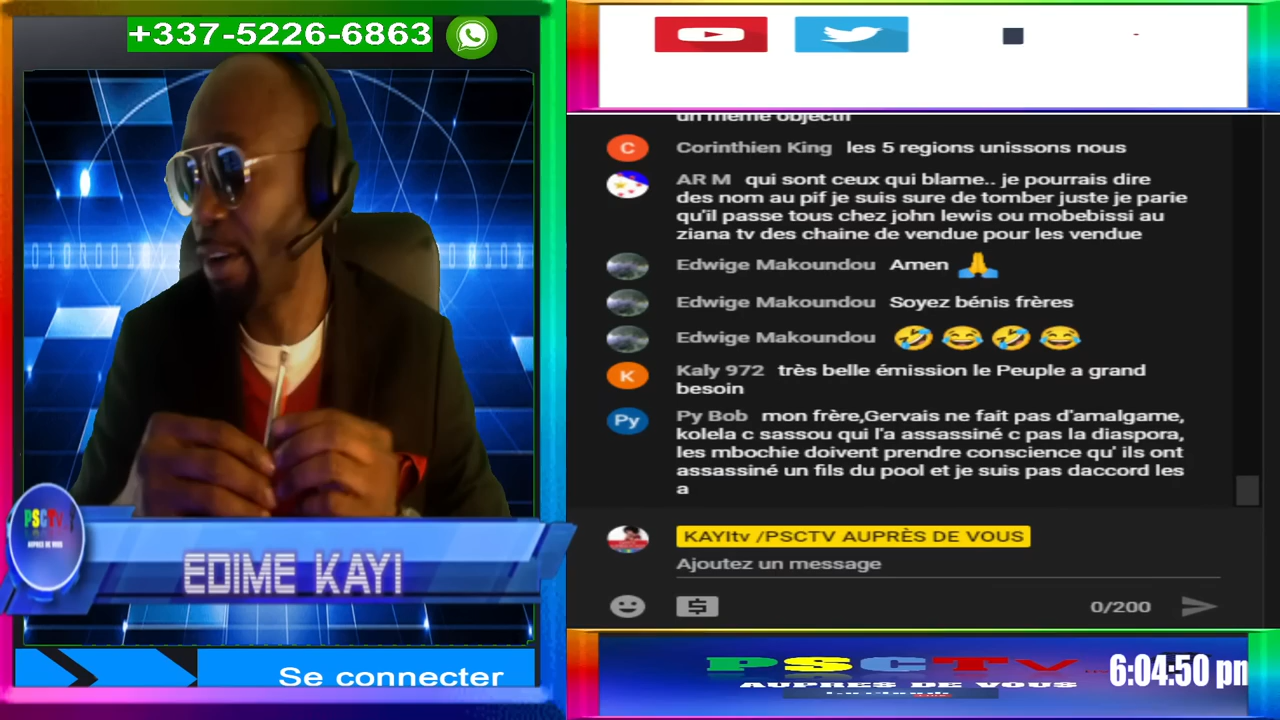 +337-5226-6863
PSCTV
AUPRÈS DE VOUS
EDIME KAYI
Se connecter
un même objectif
Corinthien King les 5 regions unissons nous
AR M qui sont ceux qui blame.. je pourrais dire
des nom au pif je suis sure de tomber juste je parie
qu'il passe tous chez john lewis ou mobebissi au
ziana tv des chaine de vendue pour les vendue
Edwige Makoundou Amen 🙏
Edwige Makoundou Soyez bénis frères
Edwige Makoundou 🤣😂🤣😂
K
Kaly 972 très belle émission le Peuple a grand
besoin
Py
Py Bob mon frère,Gervais ne fait pas d'amalgame,
kolela c sassou qui l'a assassiné c pas la diaspora,
les mbochie doivent prendre conscience qu' ils ont
assassiné un fils du pool et je suis pas daccord les
a
KAYItv /PSCTV AUPRÈS DE VOUS
Ajoutez un message
0/200
PSCTv...
AUPRES DE VOUS
6:04:50 pm